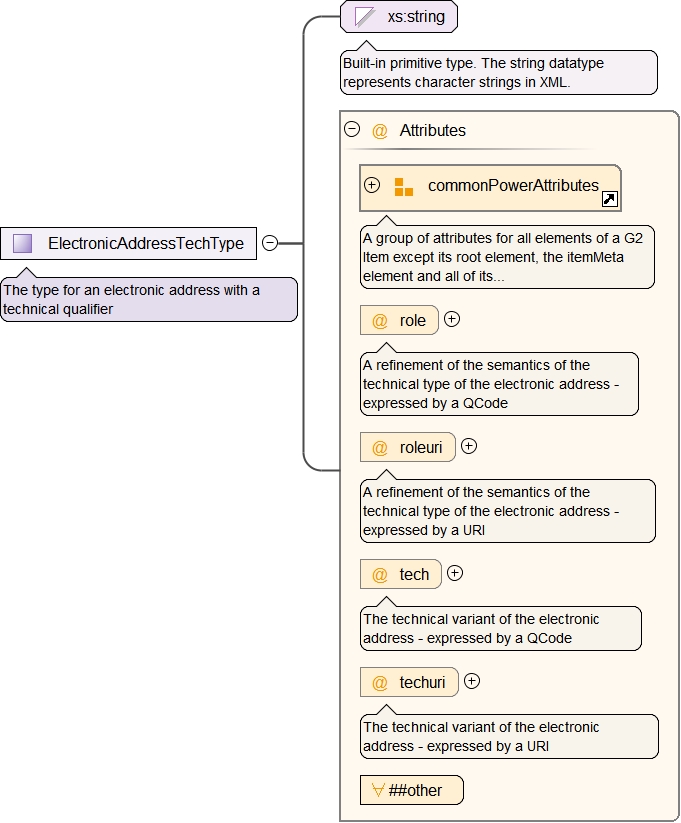 xs:string
Built-in primitive type. The string datatype
represents character strings in XML.
@ Attributes
commonPowerAttributes
A group of attributes for all elements of a G2
Item except its root element, the itemMeta
element and all of its...
ElectronicAddressTechType
The type for an electronic address with a
technical qualifier
@ role
A refinement of the semantics of the
technical type of the electronic address -
expressed by a QCode
@ roleuri
A refinement of the semantics of the
technical type of the electronic address -
expressed by a URI
@ tech
The technical variant of the electronic
address - expressed by a QCode
@ techuri
The technical variant of the electronic
address - expressed by a URI
##other